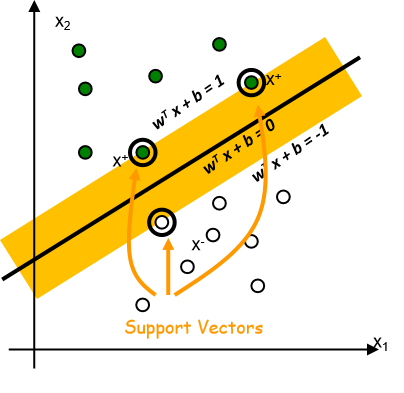 x₂
wᵀ x + b = 1
x⁺
wᵀ x + b = 0
wᵀ x + b = -1
x⁺
x⁻
Support Vectors
x₁